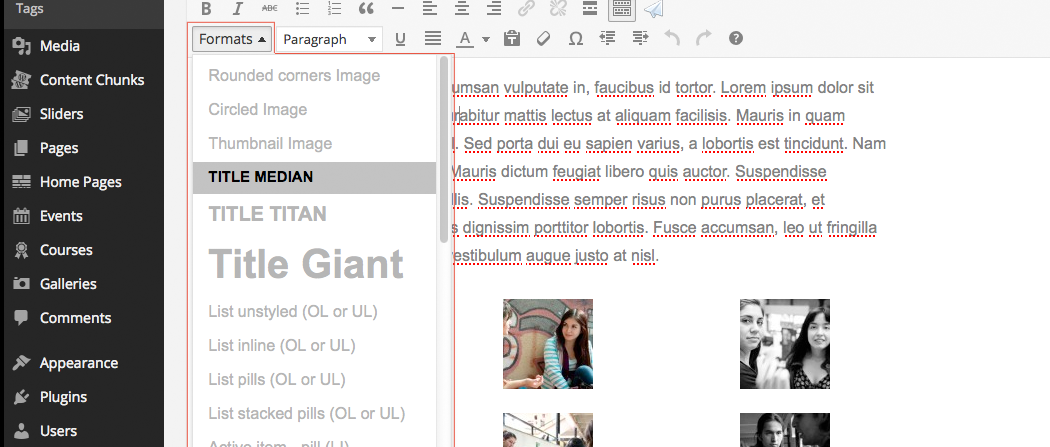 Tags
Media
Content Chunks
Sliders
Pages
Home Pages
Events
Courses
Galleries
Comments
Appearance
Plugins
Users
B I ABC
Formats Paragraph U A
Rounded corners Image
Circled Image
Thumbnail Image
TITLE MEDIAN
TITLE TITAN
Title Giant
List unstyled (OL or UL)
List inline (OL or UL)
List pills (OL or UL)
List stacked pills (OL or UL)
Active item - pill (LI)
umsan vulputate in, faucibus id tortor. Lorem ipsum dolor sit
rabitur mattis lectus at aliquam facilisis. Mauris in quam
. Sed porta dui eu sapien varius, a lobortis est tincidunt. Nam
Mauris dictum feugiat libero quis auctor. Suspendisse
llis. Suspendisse semper risus non purus placerat, et
s dignissim porttitor lobortis. Fusce accumsan, leo ut fringilla
vestibulum augue justo at nisl.